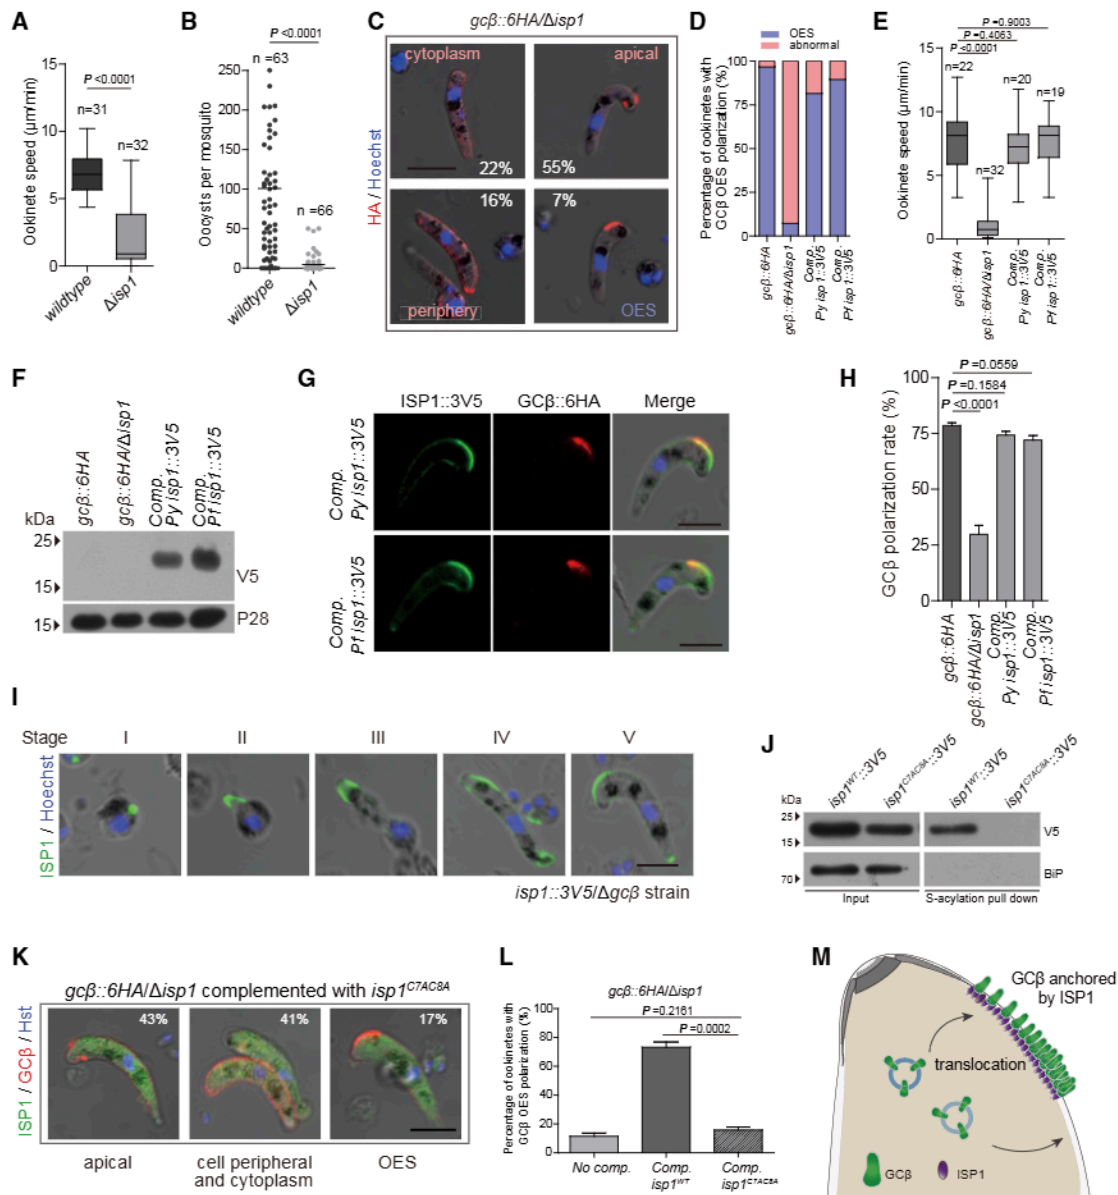 A
Ookinete speed (μm/min)
15
10
5
0
P <0.0001
n=31
n=32
wildtype
Δisp1
B
Oocysts per mosquito
250
200
150
100
50
0
P <0.0001
n =63
n =66
wildtype
Δisp1
C
gcβ::6HA/Δisp1
HA / Hoechst
cytoplasm
22%
apical
55%
16%
periphery
7%
OES
D
OES
abnormal
Percentage of ookinetes with
GCβ OES polarization (%)
100
75
50
25
0
gcβ::6HA
gcβ::6HA/Δisp1
Comp.
Py isp1::3V5
Comp.
Pf isp1::3V5
E
P =0.9003
P =0.4063
P <0.0001
Ookinete speed (μm/min)
15
10
5
0
n=22
n=32
n=20
n=19
gcβ::6HA
gcβ::6HA/Δisp1
Comp.
Py isp1::3V5
Comp.
Pf isp1::3V5
F
gcβ::6HA
gcβ::6HA/Δisp1
Comp.
Py isp1::3V5
Comp.
Pf isp1::3V5
kDa
25
15
V5
15
P28
G
ISP1::3V5
GCβ::6HA
Merge
Comp.
Py isp1::3V5
Comp.
Pf isp1::3V5
H
P =0.0559
P =0.1584
P <0.0001
GCβ polarization rate (%)
100
75
50
25
0
gcβ::6HA
gcβ::6HA/Δisp1
Comp.
Py isp1::3V5
Comp.
Pf isp1::3V5
I
Stage
I
II
III
IV
V
ISP1 / Hoechst
isp1::3V5/Δgcβ strain
J
isp1WT::3V5
isp1C7AC8A::3V5
isp1WT::3V5
isp1C7AC8A::3V5
kDa
25
15
V5
70
BiP
Input
S-acylation pull down
K
gcβ::6HA/Δisp1 complemented with isp1C7AC8A
ISP1 / GCβ / Hst
43%
41%
17%
apical
cell peripheral
and cytoplasm
OES
L
gcβ::6HA/Δisp1
P =0.2161
P =0.0002
Percentage of ookinetes with
GCβ OES polarization (%)
100
80
60
40
20
0
No comp.
Comp.
isp1WT
Comp.
isp1C7AC8A
M
GCβ anchored
by ISP1
translocation
GCβ
ISP1